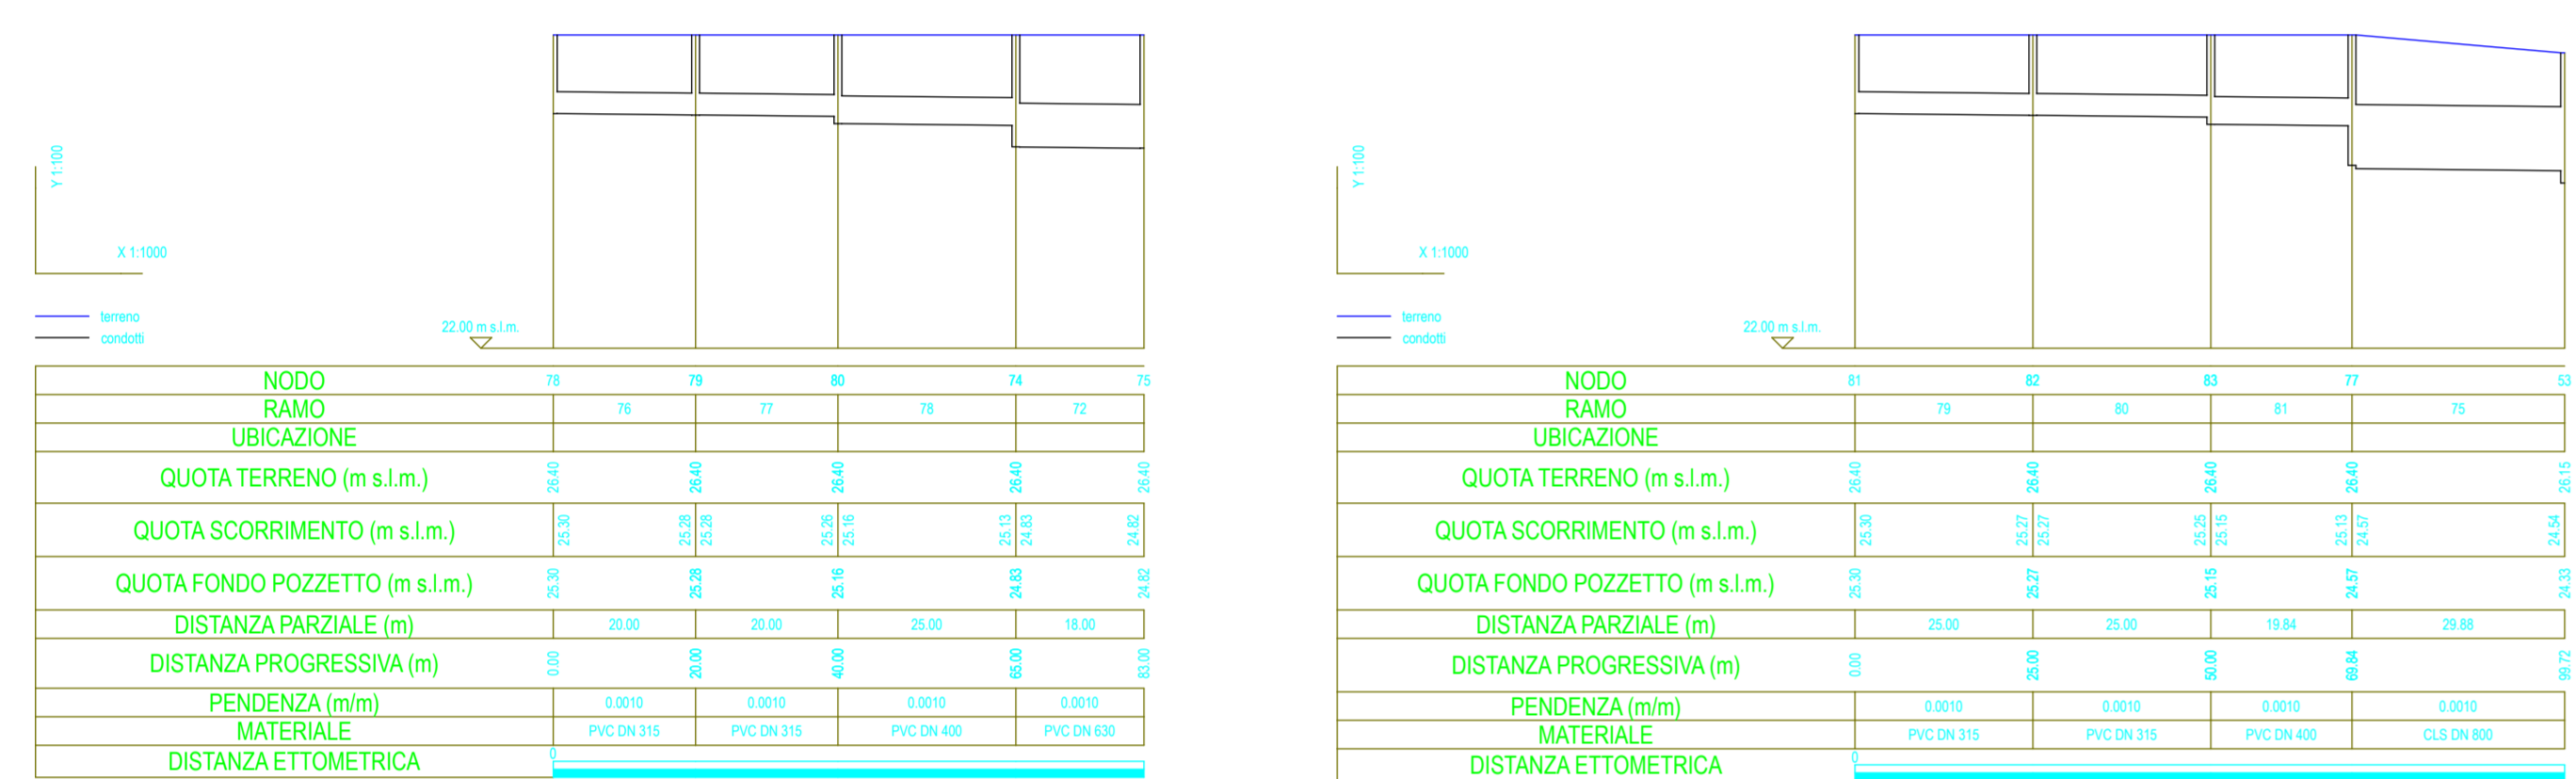 Y 1:100
X 1:1000
terreno
condotti
22.00 m s.l.m.
NODO 78 79 80 74 75
RAMO 76 77 78 72
UBICAZIONE
QUOTA TERRENO (m s.l.m.) 26.40 26.40 26.40 26.40 26.40
QUOTA SCORRIMENTO (m s.l.m.) 25.30 25.28 25.28 25.26 25.16 25.13 24.83 24.82
QUOTA FONDO POZZETTO (m s.l.m.) 25.30 25.28 25.16 24.83 24.82
DISTANZA PARZIALE (m) 20.00 20.00 25.00 18.00
DISTANZA PROGRESSIVA (m) 0.00 20.00 40.00 65.00 83.00
PENDENZA (m/m) 0.0010 0.0010 0.0010 0.0010
MATERIALE PVC DN 315 PVC DN 315 PVC DN 400 PVC DN 630
DISTANZA ETTOMETRICA 0
Y 1:100
X 1:1000
terreno
condotti
22.00 m s.l.m.
NODO 81 82 83 77 53
RAMO 79 80 81 75
UBICAZIONE
QUOTA TERRENO (m s.l.m.) 26.40 26.40 26.40 26.40 26.15
QUOTA SCORRIMENTO (m s.l.m.) 25.30 25.27 25.27 25.25 25.15 25.13 24.57 24.54
QUOTA FONDO POZZETTO (m s.l.m.) 25.30 25.27 25.15 24.57 24.33
DISTANZA PARZIALE (m) 25.00 25.00 19.84 29.88
DISTANZA PROGRESSIVA (m) 0.00 25.00 50.00 69.84 99.72
PENDENZA (m/m) 0.0010 0.0010 0.0010 0.0010
MATERIALE PVC DN 315 PVC DN 315 PVC DN 400 CLS DN 800
DISTANZA ETTOMETRICA 0